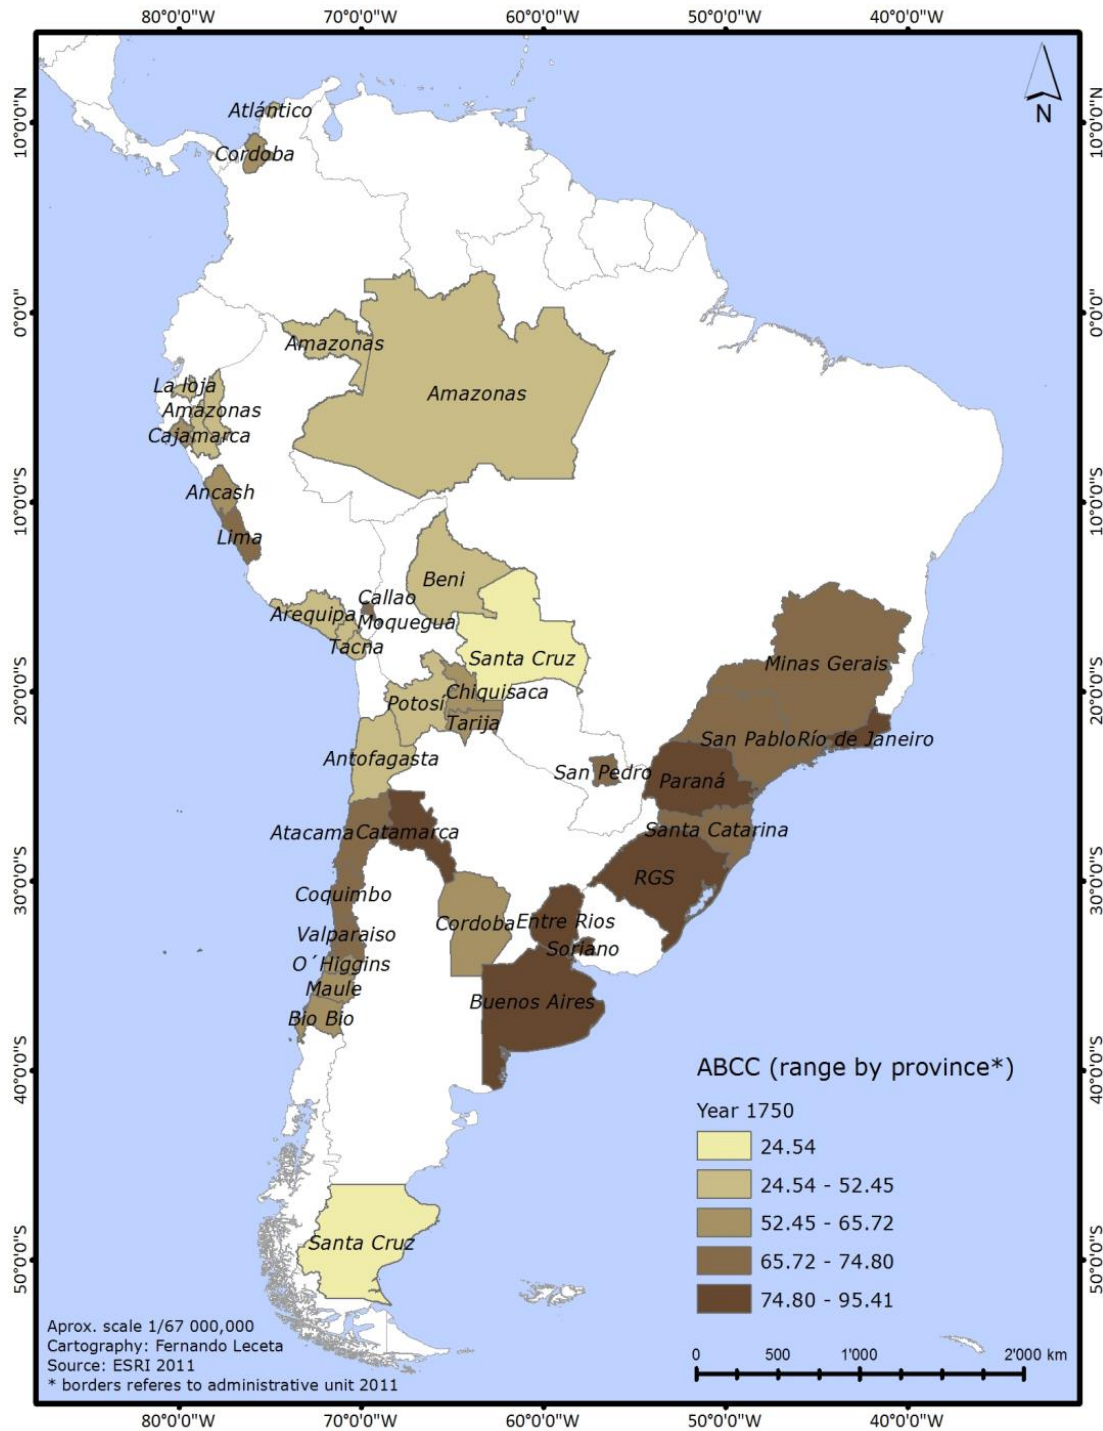 80°0'0"W 70°0'0"W 60°0'0"W 50°0'0"W 40°0'0"W
10°0'0"N
0°0'0"
10°0'0"S
20°0'0"S
30°0'0"S
40°0'0"S
50°0'0"S
N
10°0'0"N
0°0'0"
10°0'0"S
20°0'0"S
30°0'0"S
40°0'0"S
50°0'0"S
Atlántico
Cordoba
Amazonas
La loja
Amazonas
Amazonas
Cajamarca
Ancash
Lima
Beni
Callao
Arequipa
Moquegua
Tacna
Santa Cruz
Minas Gerais
Chiquisaca
Potosí
Tarija
San Pablo
Río de Janeiro
Antofagasta
San Pedro
Paraná
Atacama
Catamarca
Santa Catarina
RGS
Coquimbo
Entre Rios
Cordoba
Valparaiso
Soriano
O´Higgins
Maule
Buenos Aires
Bio Bio
Santa Cruz
ABCC (range by province*)
Year 1750
24.54
24.54 - 52.45
52.45 - 65.72
65.72 - 74.80
74.80 - 95.41
Aprox. scale 1/67 000,000
Cartography: Fernando Leceta
Source: ESRI 2011
* borders referes to administrative unit 2011
0 500 1'000 2'000 km
80°0'0"W 70°0'0"W 60°0'0"W 50°0'0"W 40°0'0"W